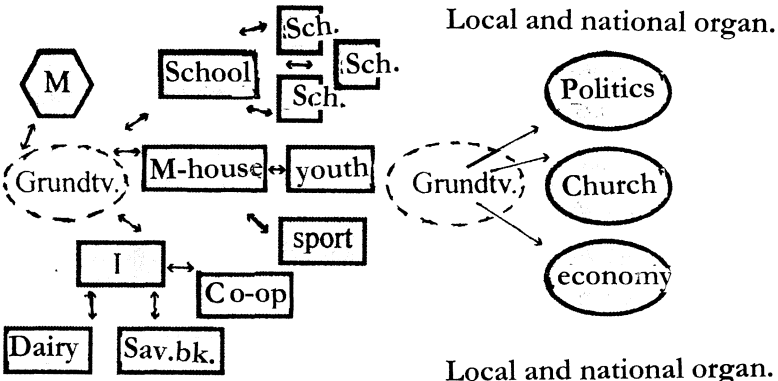 Local and national organ.
Sch.
M
School
Sch.
Sch.
Politics
Grundtv.
M-house
youth
Grundtv.
Church
sport
I
Co-op
economy
Dairy
Sav.bk.
Local and national organ.